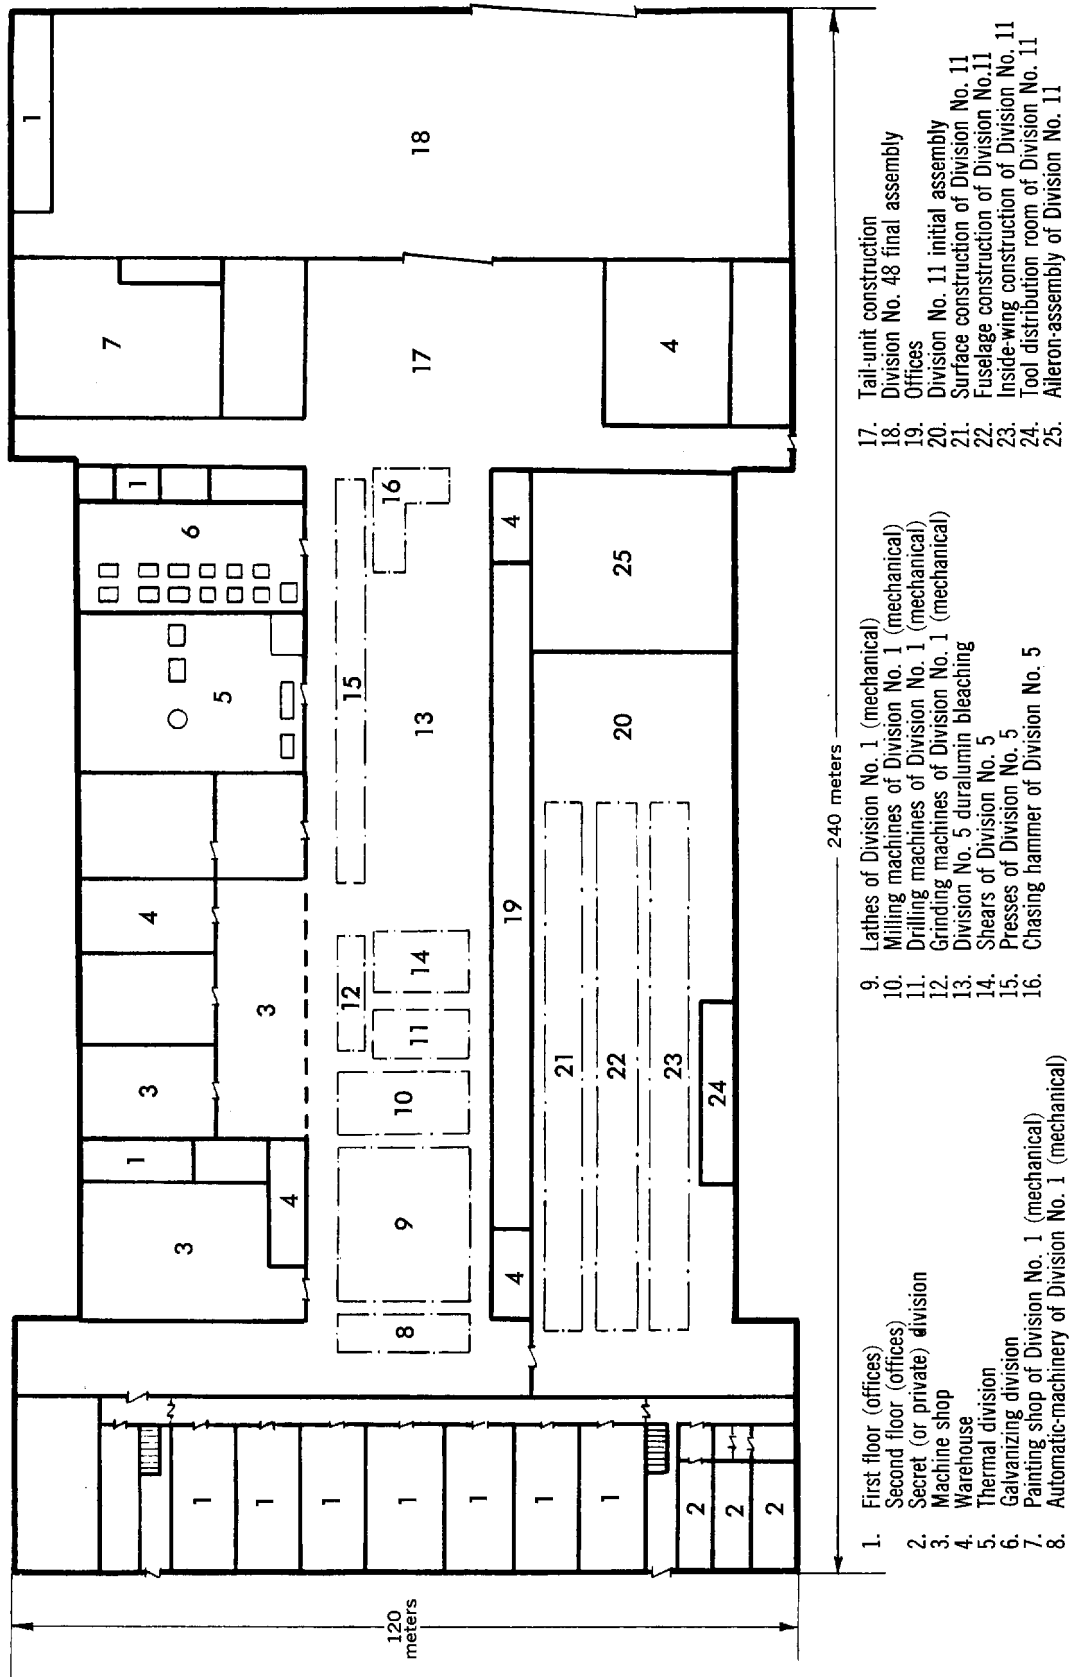 1
7
1
3
4
1
3
6
1
5
1
3
4
1
12
15
16
1
8
9
10
11
14
13
17
18
1
4
19
4
1
21
1
22
20
25
23
4
2
24
2
2
120
meters
240 meters
1. First floor (offices)
Second floor (offices)
2. Secret (or private) division
3. Machine shop
4. Warehouse
5. Thermal division
6. Galvanizing division
7. Painting shop of Division No. 1 (mechanical)
8. Automatic-machinery of Division No. 1 (mechanical)
9. Lathes of Division No. 1 (mechanical)
10. Milling machines of Division No. 1 (mechanical)
11. Drilling machines of Division No. 1 (mechanical)
12. Grinding machines of Division No. 1 (mechanical)
13. Division No. 5 duralumin bleaching
14. Shears of Division No. 5
15. Presses of Division No. 5
16. Chasing hammer of Division No. 5
17. Tail-unit construction
18. Division No. 48 final assembly
19. Offices
20. Division No. 11 initial assembly
21. Surface construction of Division No. 11
22. Fuselage construction of Division No.11
23. Inside-wing construction of Division No. 11
24. Tool distribution room of Division No. 11
25. Aileron-assembly of Division No. 11